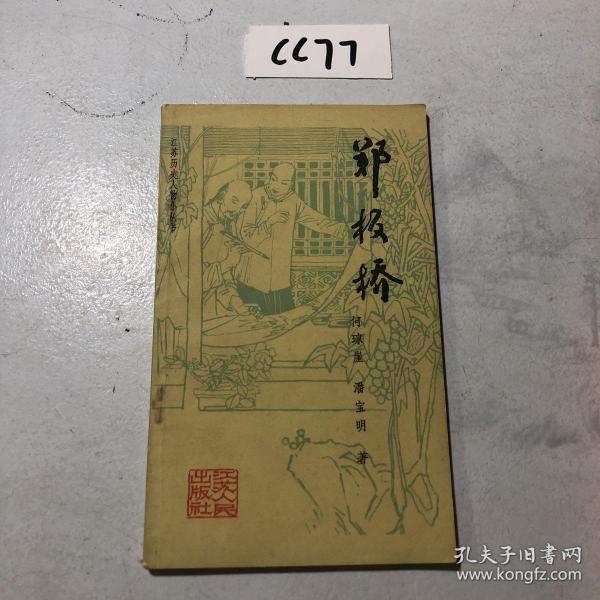 CC77
江苏历史人物小丛书
郑板桥
何琼崖 潘宝明 著
江苏人民
出版社
孔夫子旧书网
www.kongfz.com